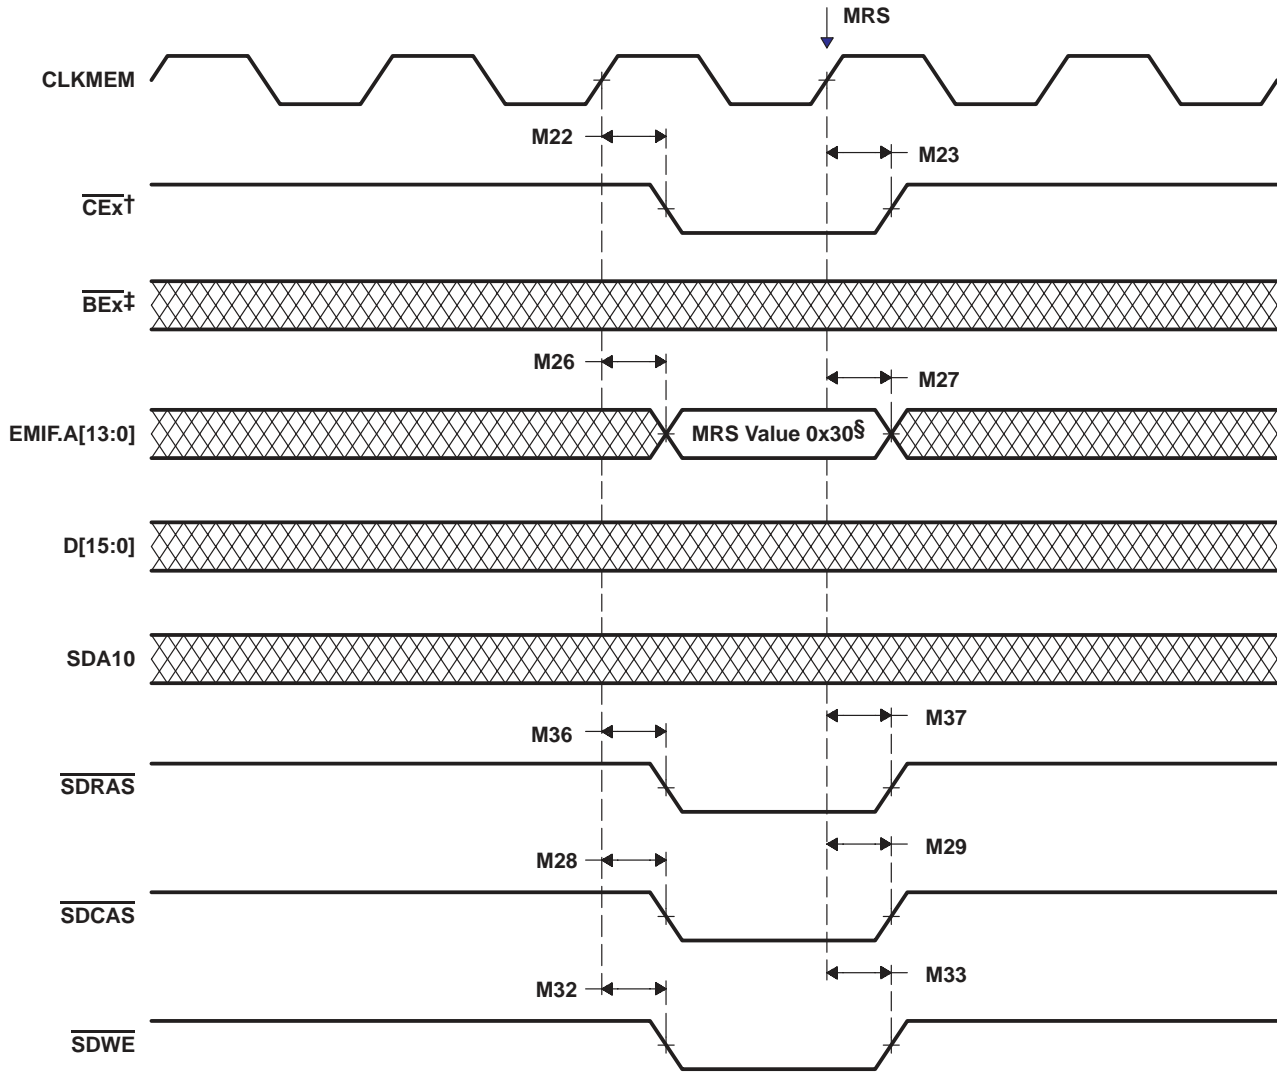 MRS
CLKMEM
M22
M23
CEx†
BEx‡
M26
M27
EMIF.A[13:0]
MRS Value 0x30§
D[15:0]
SDA10
M36
M37
SDRAS
M28
M29
SDCAS
M32
M33
SDWE